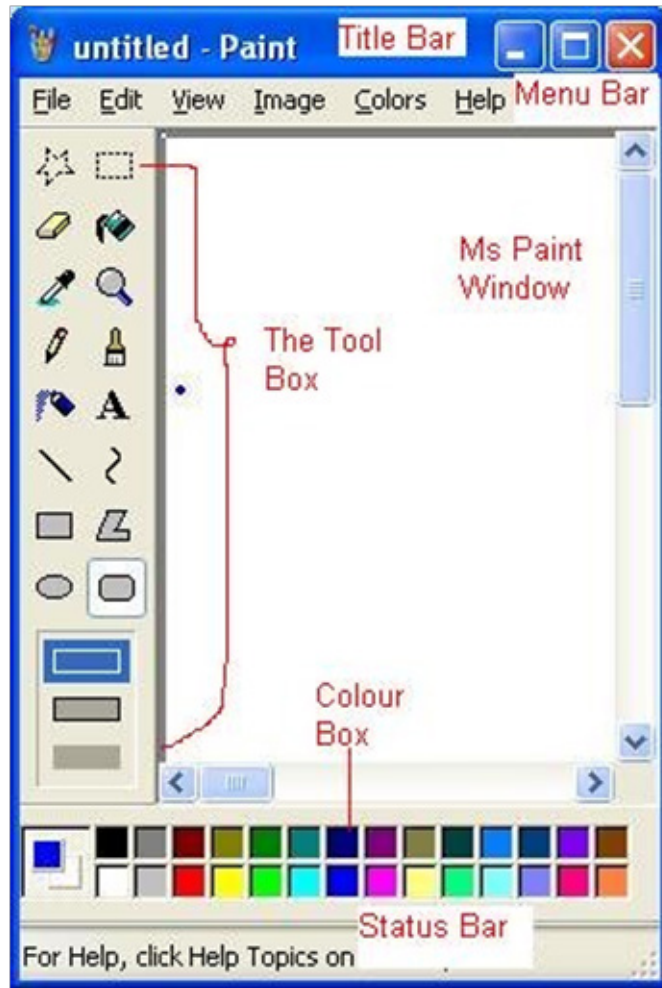 untitled - Paint Title Bar
File Edit View Image Colors Help Menu Bar
Ms Paint
Window
The Tool
Box
A
Colour
Box
Status Bar
For Help, click Help Topics on